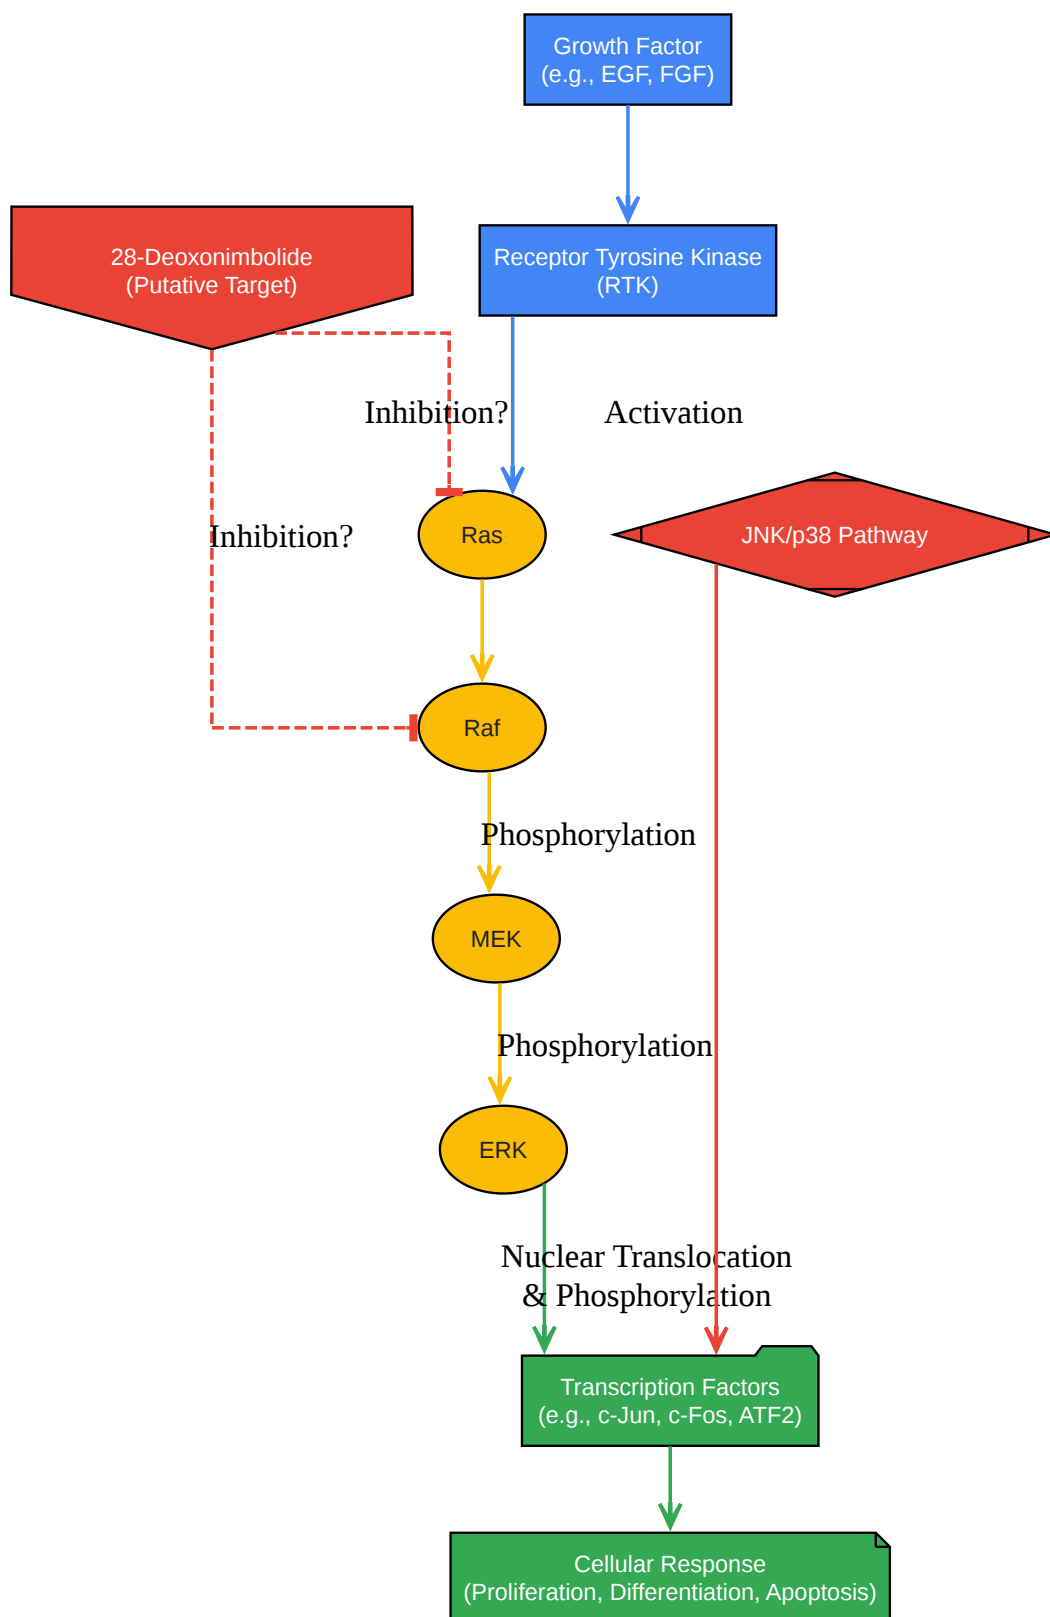 Growth Factor
(e.g., EGF, FGF)
28-Deoxonimbolide
(Putative Target)
Receptor Tyrosine Kinase
(RTK)
Inhibition?
Activation
Inhibition?
Ras
JNK/p38 Pathway
Raf
Phosphorylation
MEK
Phosphorylation
ERK
Nuclear Translocation
& Phosphorylation
Transcription Factors
(e.g., c-Jun, c-Fos, ATF2)
Cellular Response
(Proliferation, Differentiation, Apoptosis)